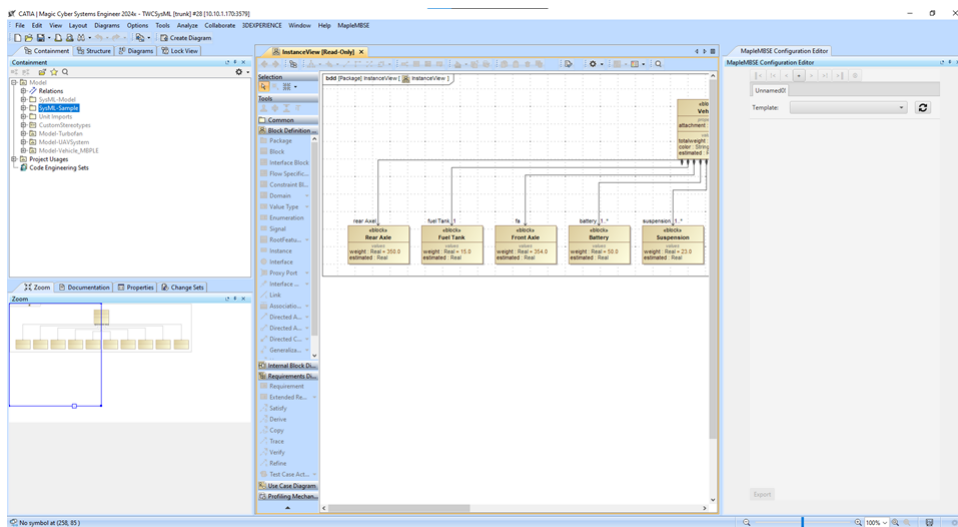 CATIA | Magic Cyber Systems Engineer 2024x - TWCSysML [trunk] #28 [10.10.1.170:3579]
File Edit View Layout Diagrams Options Tools Analyze Collaborate 3DEXPERIENCE Window Help MapleMBSE
Create Diagram
Containment Structure Diagrams Lock View
Containment
Model
Relations
SysML-Model
SysML-Sample
Unit Imports
CustomStereotypes
Model-Turbofan
Model-UAVSystem
Model-Vehicle_MBPLE
Project Usages
Code Engineering Sets
Zoom Documentation Properties Change Sets
Zoom
InstanceView [Read-Only]
Selection
Tools
Common
Block Definition...
Package
Block
Interface Block
Flow Specific...
Constraint Bl...
Domain
Value Type
Enumeration
Signal
RootFeatu...
Instance
Interface
Proxy Port
Interface ...
Link
Associatio...
Directed A...
Directed A...
Directed C...
Generaliza...
Internal Block Di...
Requirements Di...
Requirement
Extended Re...
Satisfy
Derive
Copy
Trace
Verify
Refine
Test Case Act...
Use Case Diagram
Profiling Mechan...
bdd [Package] InstanceView [ InstanceView ]
«blo
Veh
attachment
totalweight
color : String
estimated
rear Axel
«block»
Rear Axle
values
weight : Real = 350.0
estimated : Real
fuel Tank 1
«block»
Fuel Tank
values
weight : Real = 15.0
estimated : Real
fa
«block»
Front Axle
values
weight : Real = 354.0
estimated : Real
battery 1..*
«block»
Battery
values
weight : Real = 50.0
estimated : Real
suspension 1..*
«block»
Suspension
values
weight : Real = 23.0
estimated : Real
MapleMBSE Configuration Editor
MapleMBSE Configuration Editor
Unnamed0
Template:
Export
No symbol at (258, 85)
100%